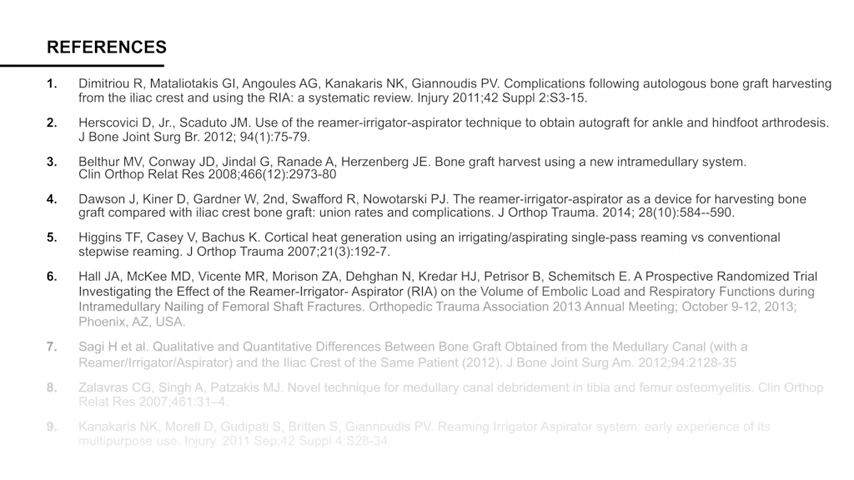 REFERENCES
1. Dimitriou R, Mataliotakis GI, Angoules AG, Kanakaris NK, Giannoudis PV. Complications following autologous bone graft harvesting
from the iliac crest and using the RIA: a systematic review. Injury 2011;42 Suppl 2:S3-15.
2. Herscovici D, Jr., Scaduto JM. Use of the reamer-irrigator-aspirator technique to obtain autograft for ankle and hindfoot arthrodesis.
J Bone Joint Surg Br. 2012; 94(1):75-79.
3. Belthur MV, Conway JD, Jindal G, Ranade A, Herzenberg JE. Bone graft harvest using a new intramedullary system.
Clin Orthop Relat Res 2008;466(12):2973-80
4. Dawson J, Kiner D, Gardner W, 2nd, Swafford R, Nowotarski PJ. The reamer-irrigator-aspirator as a device for harvesting bone
graft compared with iliac crest bone graft: union rates and complications. J Orthop Trauma. 2014; 28(10):584--590.
5. Higgins TF, Casey V, Bachus K. Cortical heat generation using an irrigating/aspirating single-pass reaming vs conventional
stepwise reaming. J Orthop Trauma 2007;21(3):192-7.
6. Hall JA, McKee MD, Vicente MR, Morison ZA, Dehghan N, Kredar HJ, Petrisor B, Schemitsch E. A Prospective Randomized Trial
Investigating the Effect of the Reamer-Irrigator- Aspirator (RIA) on the Volume of Embolic Load and Respiratory Functions during
Intramedullary Nailing of Femoral Shaft Fractures. Orthopedic Trauma Association 2013 Annual Meeting; October 9-12, 2013;
Phoenix, AZ, USA.
7. Sagi H et al. Qualitative and Quantitative Differences Between Bone Graft Obtained from the Medullary Canal (with a
Reamer/Irrigator/Aspirator) and the Iliac Crest of the Same Patient (2012). J Bone Joint Surg Am. 2012;94:2128-35
8. Zalavras CG, Singh A, Patzakis MJ. Novel technique for medullary canal debridement in tibia and femur osteomyelitis. Clin Orthop
Relat Res 2007;461:31–4.
9. Kanakaris NK, Morell D, Gudipati S, Britten S, Giannoudis PV. Reaming Irrigator Aspirator system: early experience of its
multipurpose use. Injury. 2011 Sep;42 Suppl 4:S28-34.